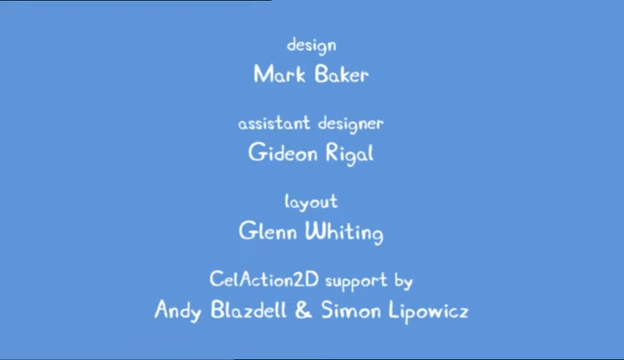 design
Mark Baker
assistant designer
Gideon Rigal
layout
Glenn Whiting
CelAction2D support by
Andy Blazdell & Simon Lipowicz